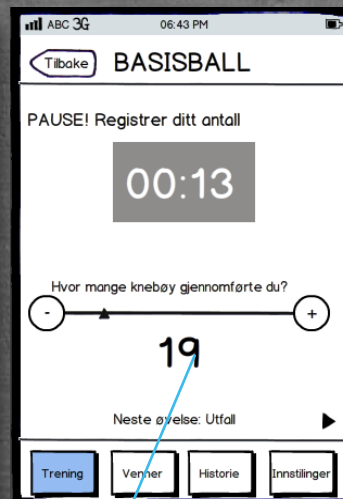 ABC 3G 06:43 PM
Tilbake BASISBALL
PAUSE! Registrer ditt antall
00:13
Hvor mange knebøy gjennomførte du?
- +
19
Neste øvelse: Utfall
Trening Venner Historie Innstilinger